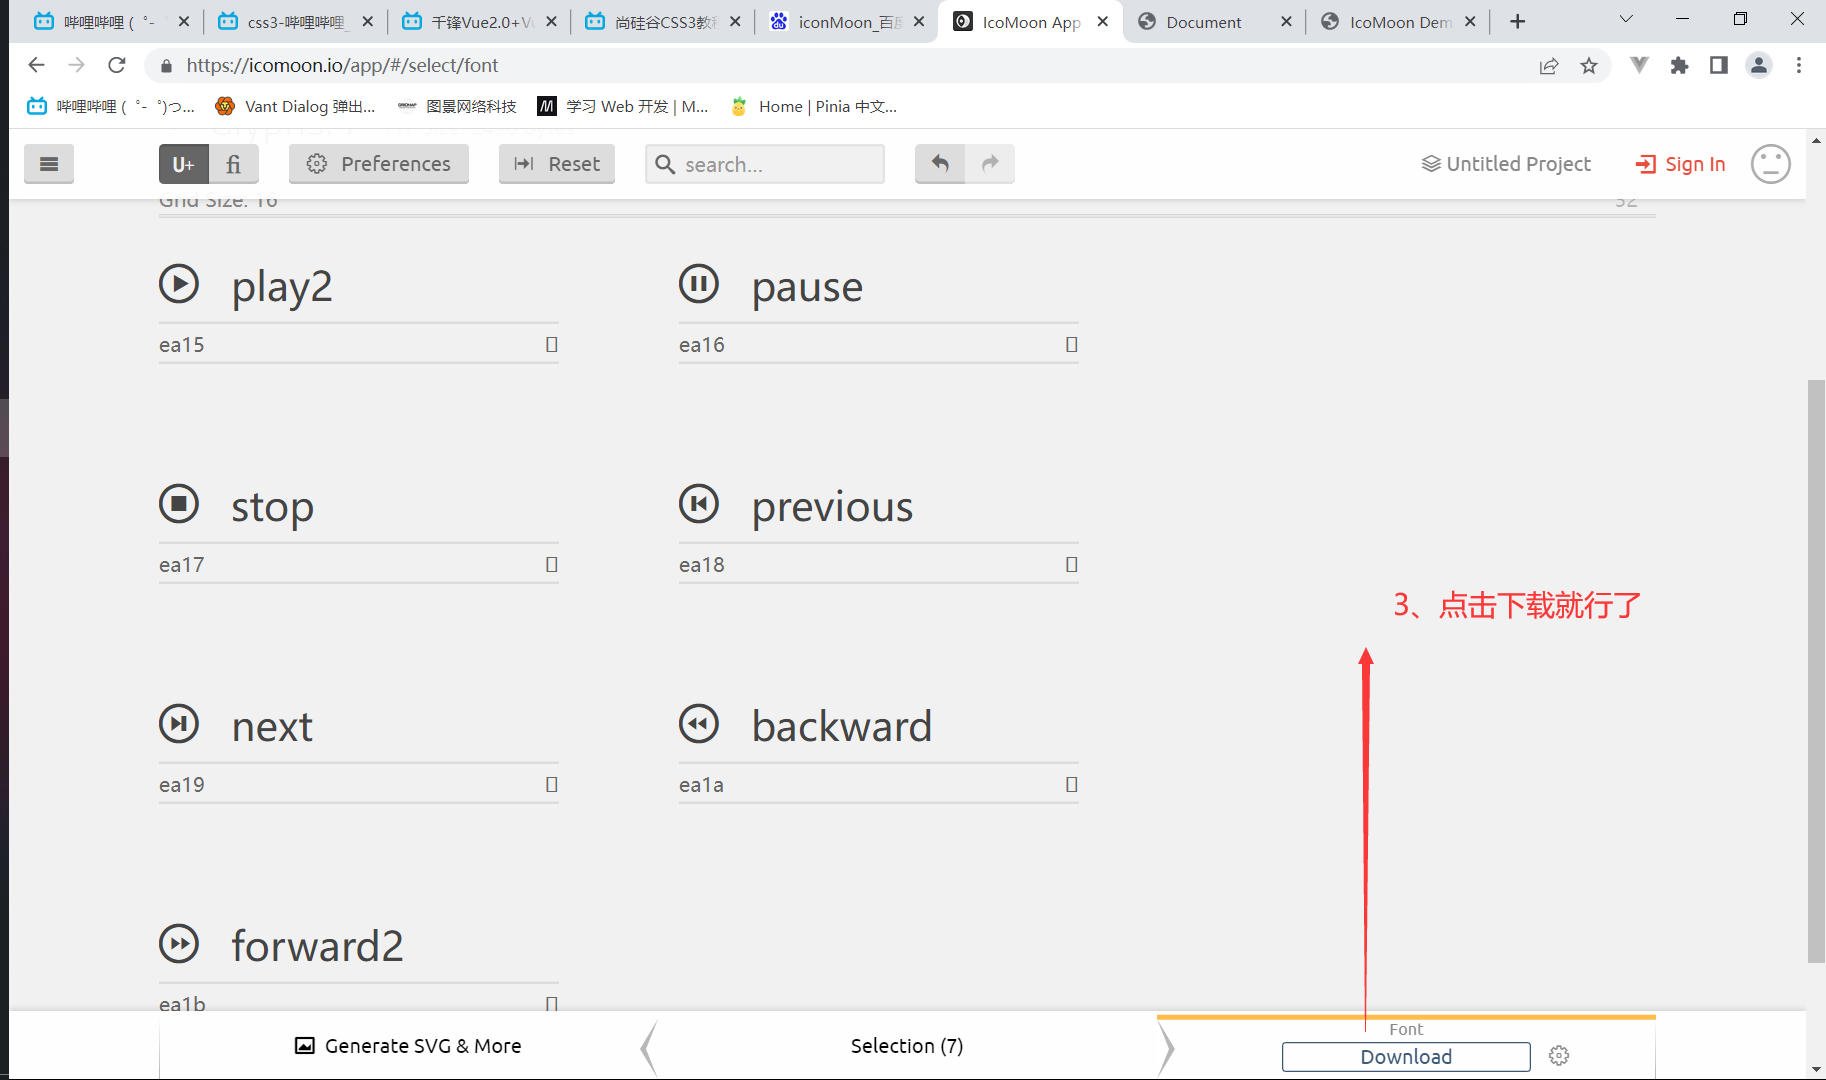 哔哩哔哩 (゜-
css3-哔哩哔哩_
千锋Vue2.0+Vu
尚硅谷CSS3教程
iconMoon_百度
IcoMoon App
Document
IcoMoon Dem
https://icomoon.io/app/#/select/font
哔哩哔哩 (゜-゜)つ...
Vant Dialog 弹出...
图景网络科技
学习 Web 开发 | M...
Home | Pinia 中文...
U+
fi
Preferences
Reset
search...
Untitled Project
Sign In
Grid Size: 16
32
play2
pause
ea15
ea16
stop
previous
ea17
ea18
3、点击下载就行了
next
backward
ea19
ea1a
forward2
ea1b
Generate SVG & More
Selection (7)
Font
Download